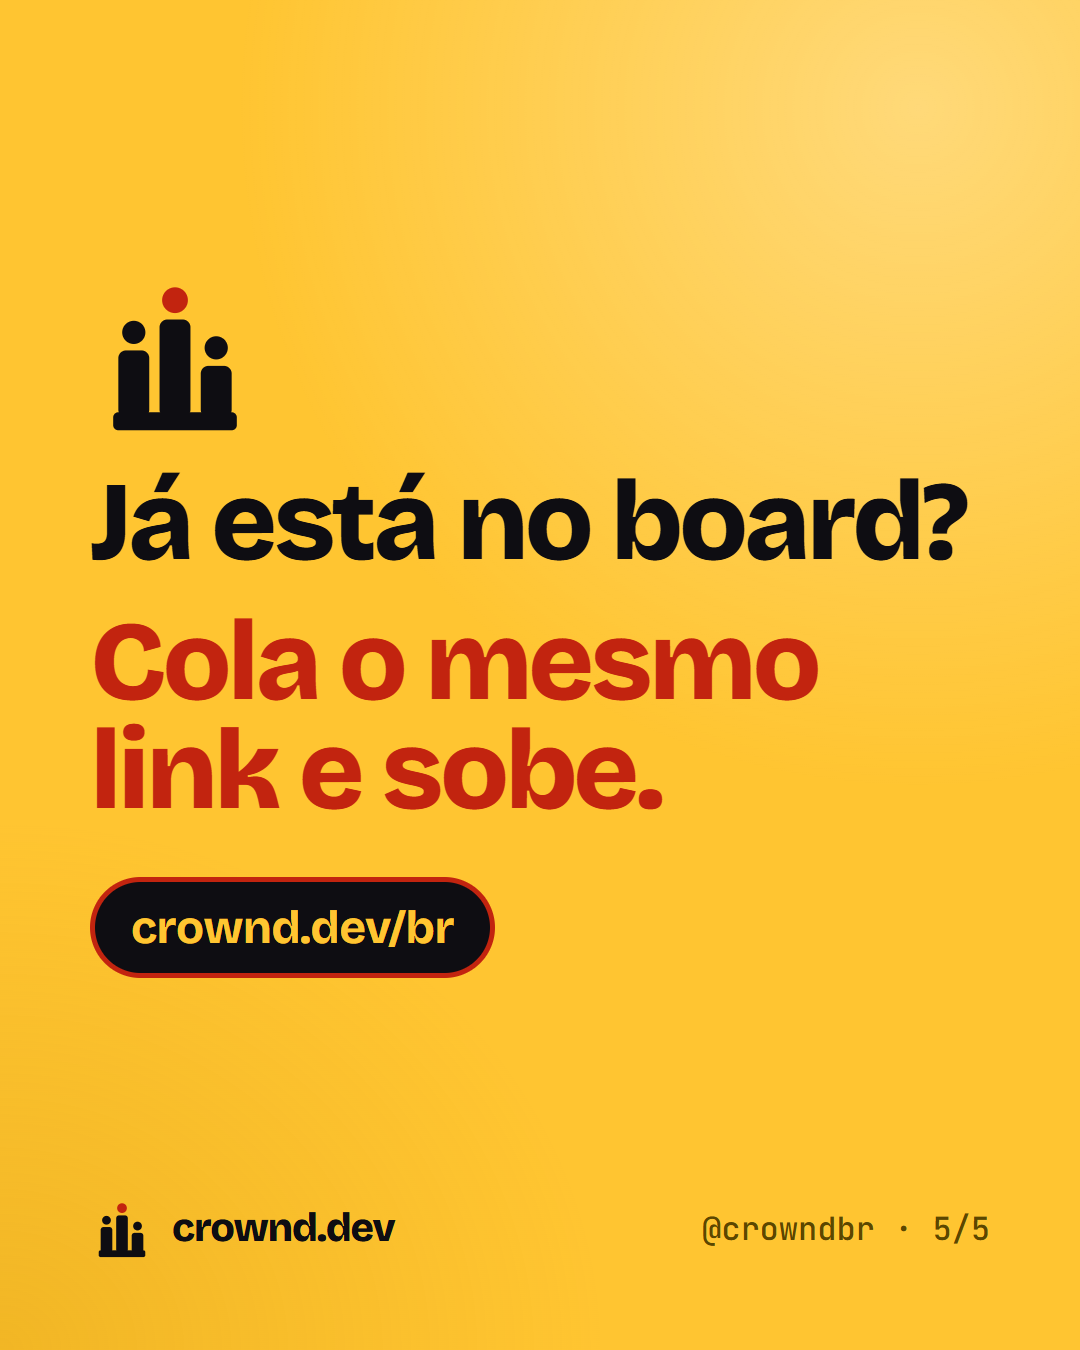 Já está no board?
Cola o mesmo
link e sobe.
crownd.dev/br
crownd.dev
@crowndbr · 5/5